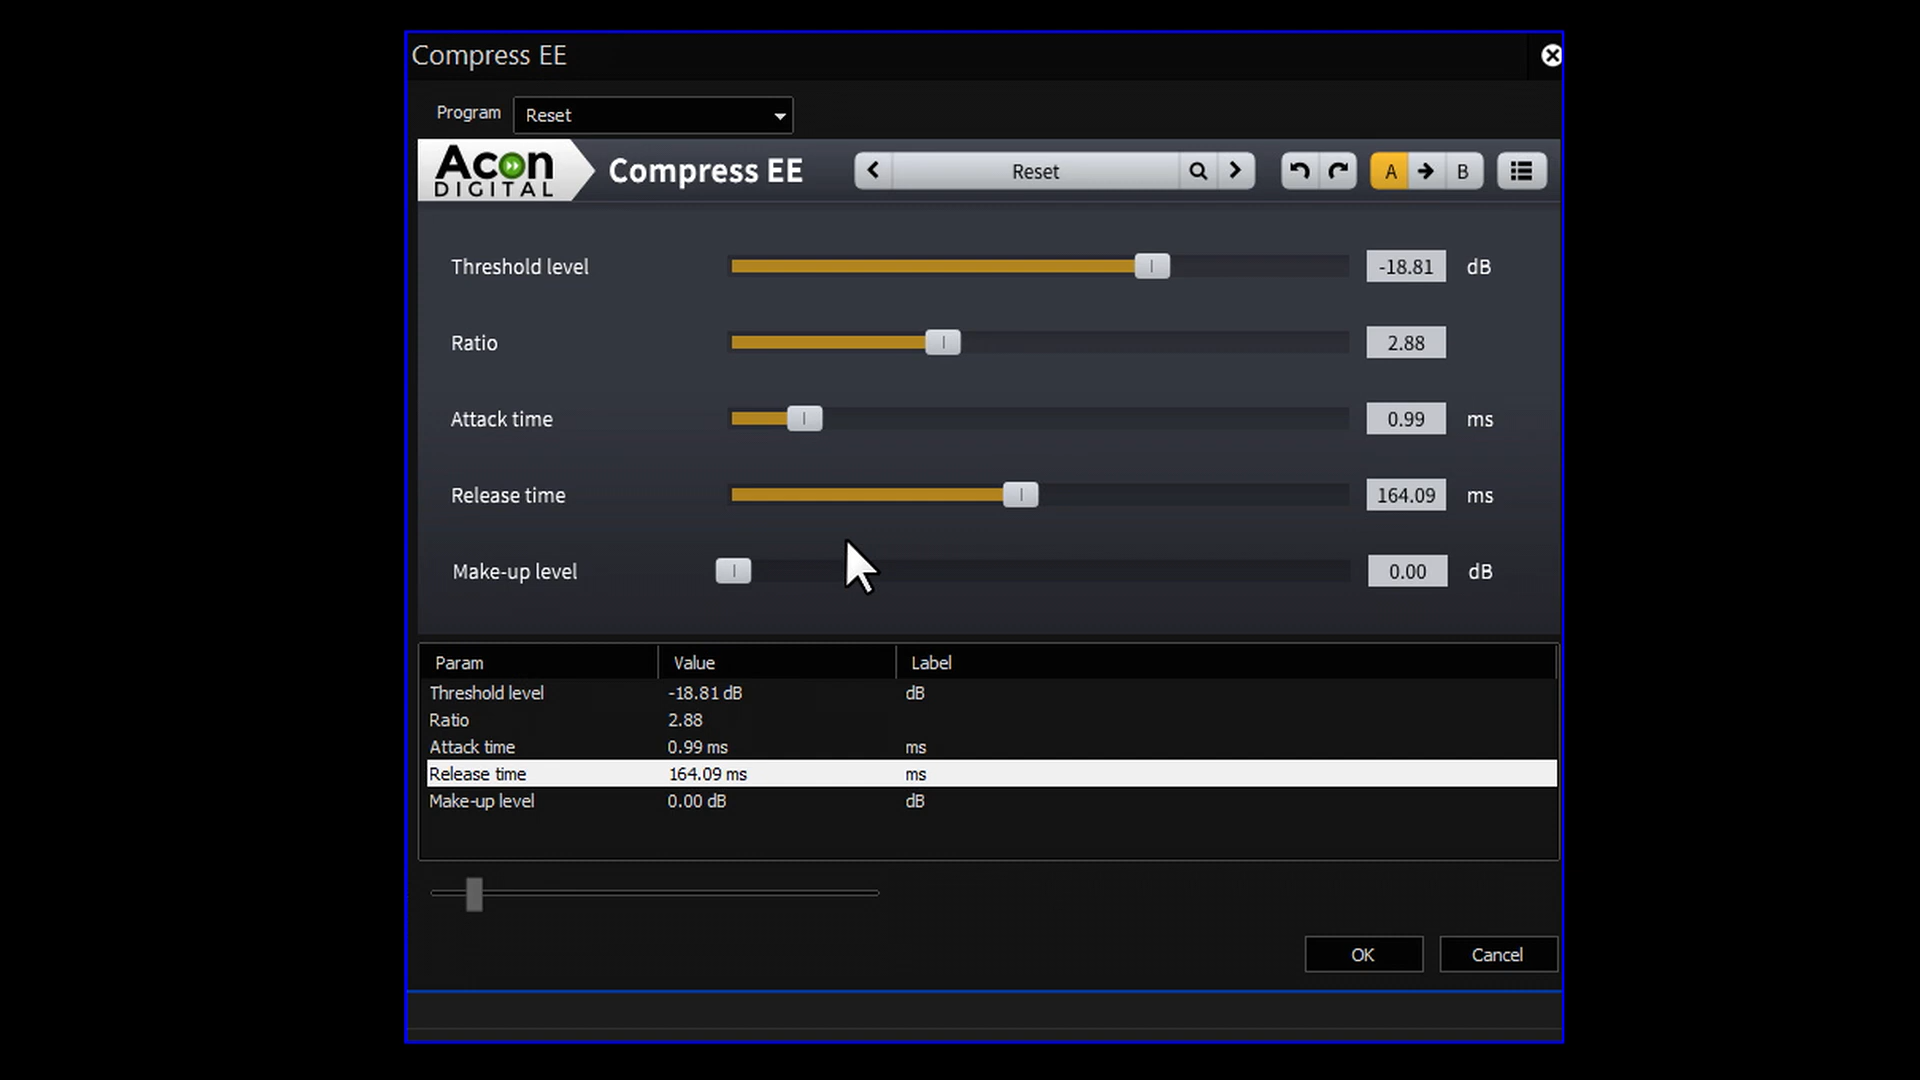 Compress EE
Program Reset
Acon DIGITAL Compress EE Reset A B
Threshold level -18.81 dB
Ratio 2.88
Attack time 0.99 ms
Release time 164.09 ms
Make-up level 0.00 dB
Param Value Label
Threshold level -18.81 dB dB
Ratio 2.88
Attack time 0.99 ms ms
Release time 164.09 ms ms
Make-up level 0.00 dB dB
OK Cancel